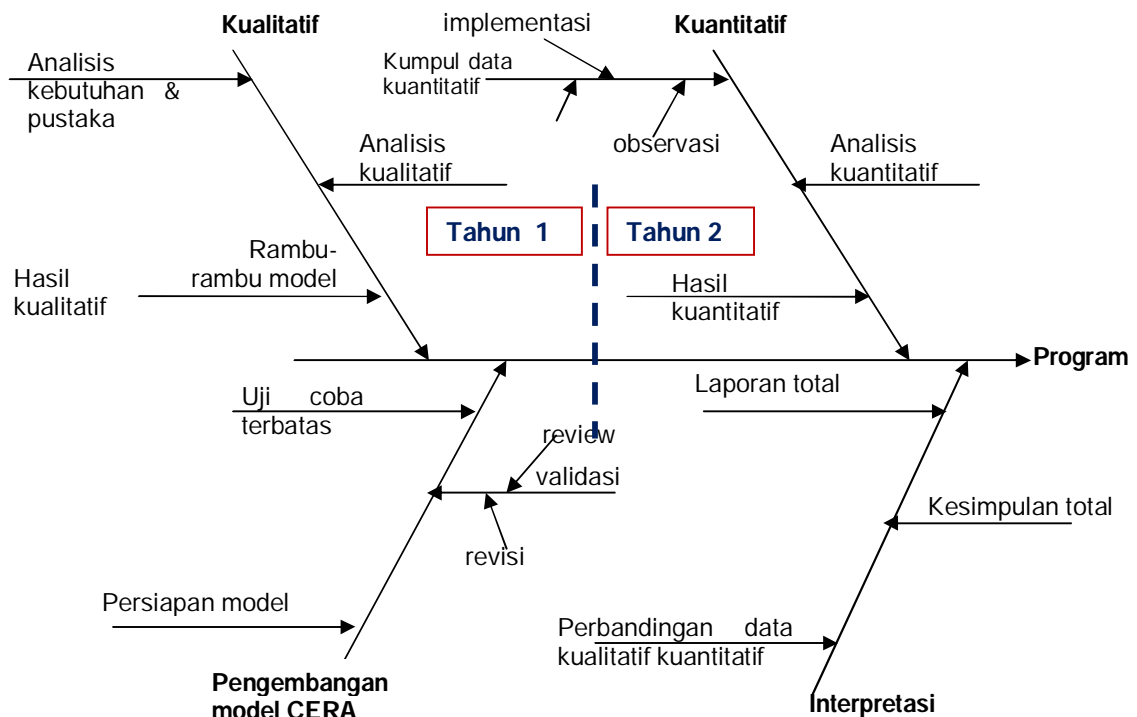 Kualitatif
implementasi
Kuantitatif
Analisis
kebutuhan &
pustaka
Kumpul data
kuantitatif
observasi
Analisis
kualitatif
Analisis
kuantitatif
Tahun 1
Tahun 2
Hasil
kualitatif
Rambu-
rambu model
Hasil
kuantitatif
Program
Uji coba
terbatas
Laporan total
review
validasi
revisi
Kesimpulan total
Persiapan model
Perbandingan data
kualitatif kuantitatif
Pengembangan
model CERA
Interpretasi